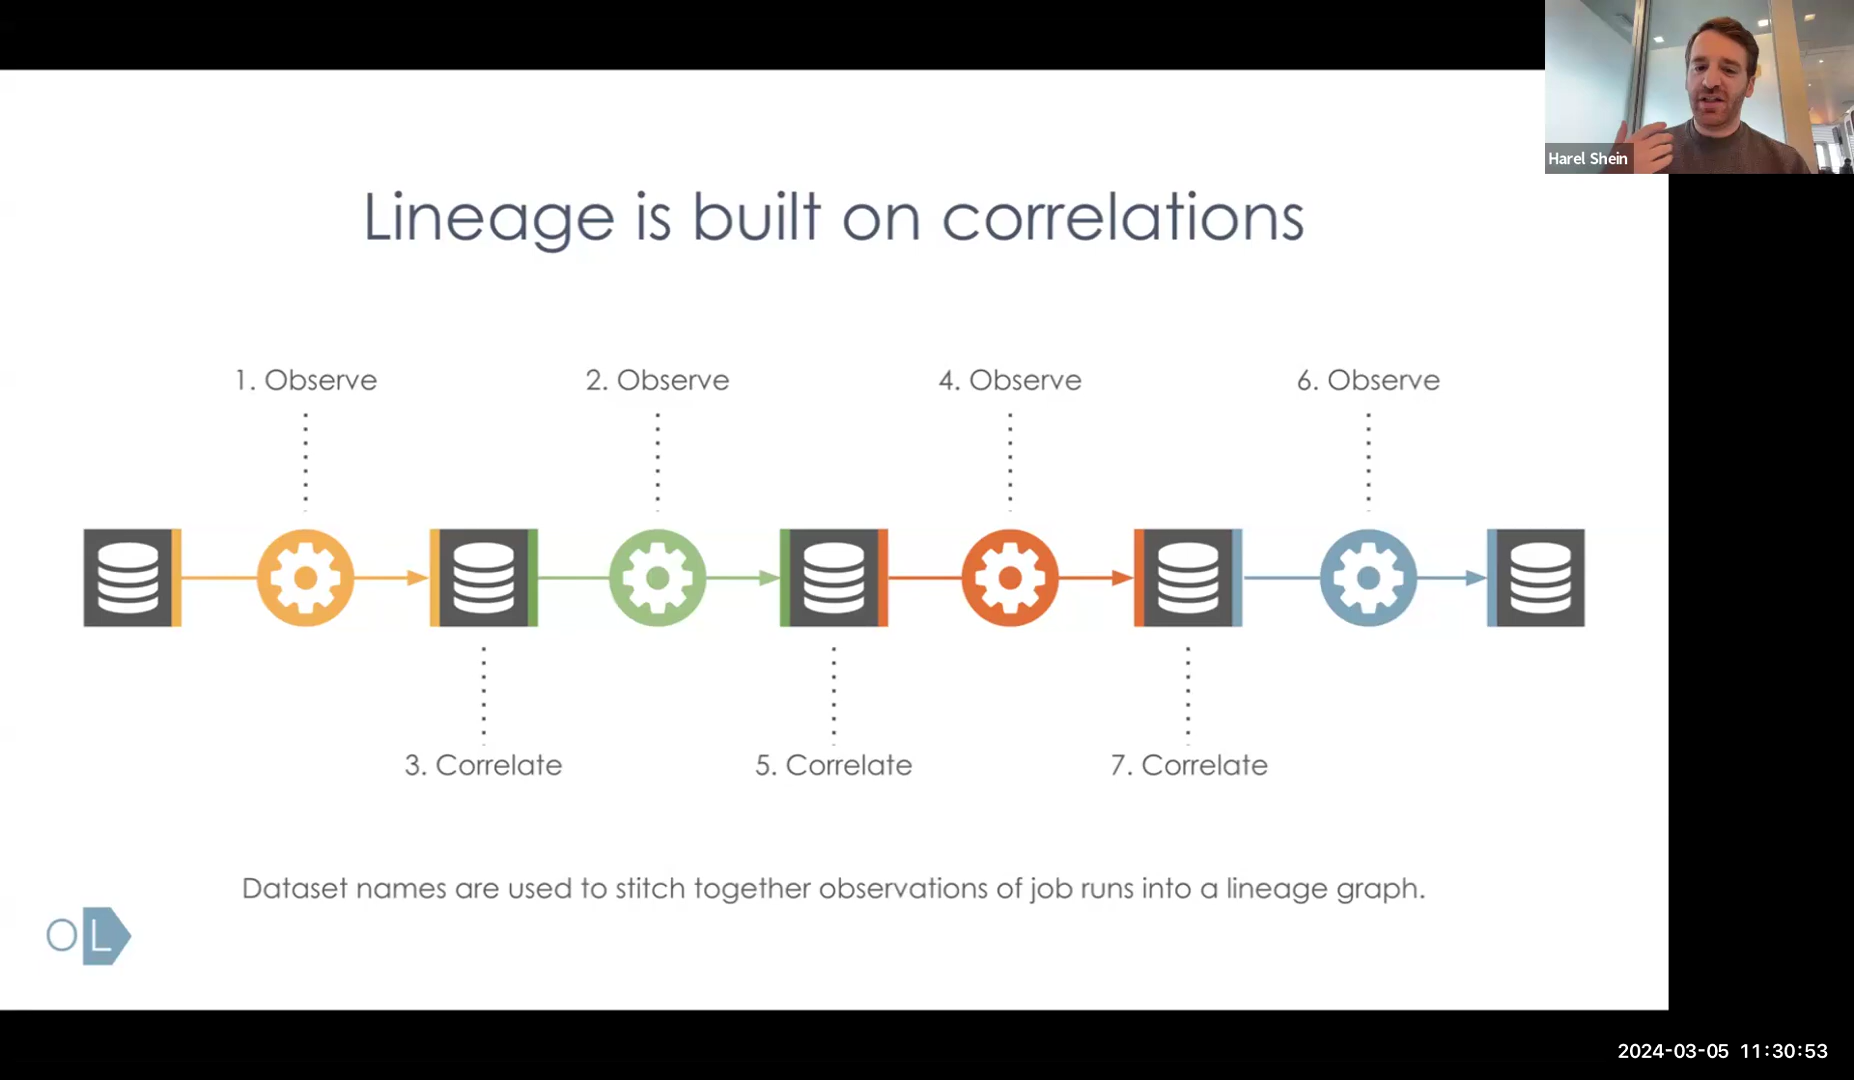 Harel Shein
Lineage is built on correlations
1. Observe
2. Observe
4. Observe
6. Observe
3. Correlate
5. Correlate
7. Correlate
Dataset names are used to stitch together observations of job runs into a lineage graph.
OL
2024-03-05 11:30:53